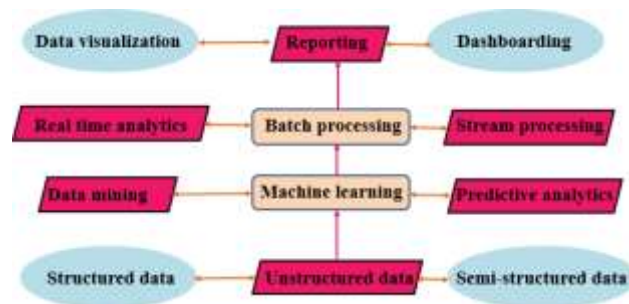 Data visualization
Reporting
Dashboarding
Real time analytics
Batch processing
Stream processing
Data mining
Machine learning
Predictive analytics
Structured data
Unstructured data
Semi-structured data